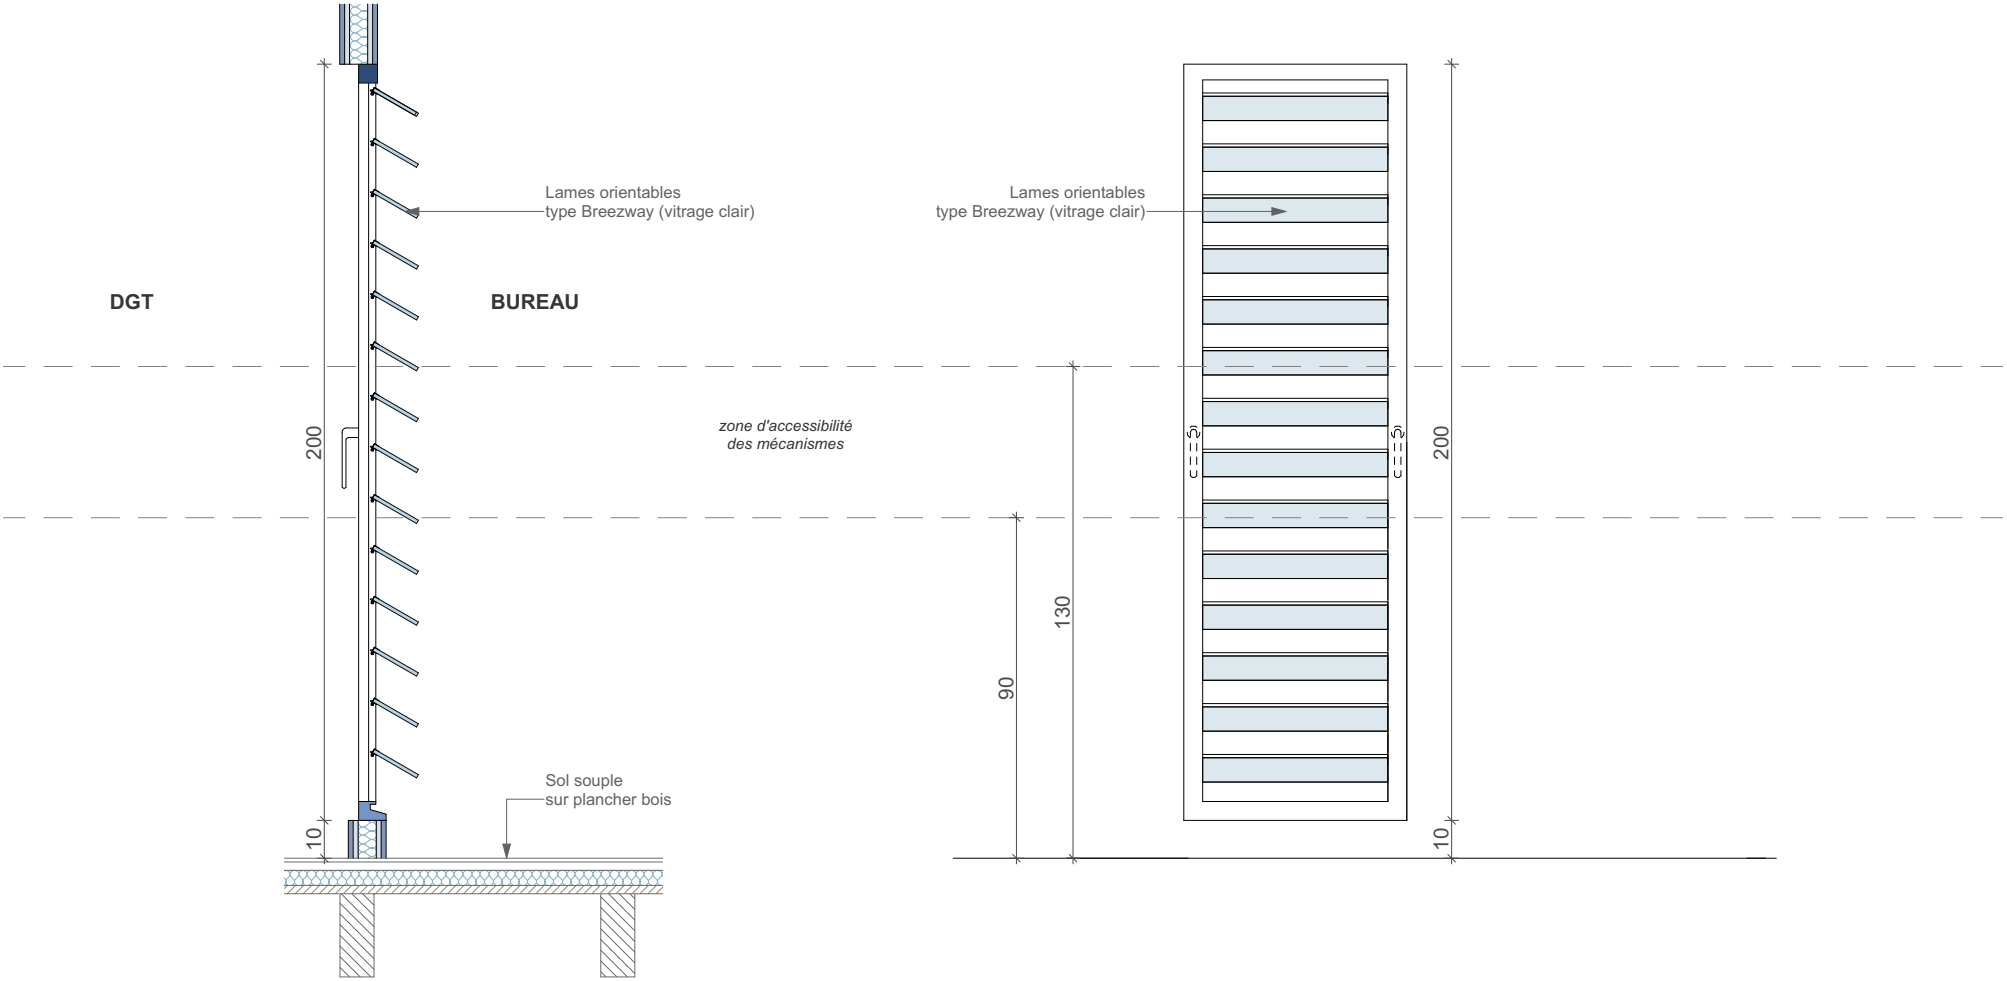 Lames orientables
type Breezway (vitrage clair)
Lames orientables
type Breezway (vitrage clair)
DGT
BUREAU
zone d'accessibilité
des mécanismes
200
200
130
90
Sol souple
sur plancher bois
10
10